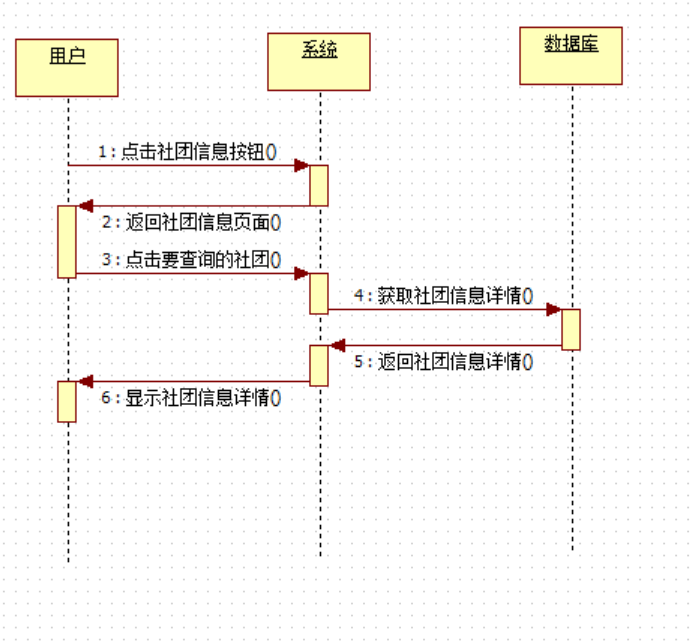 用户
系统
数据库
1:点击社团信息按钮()
2:返回社团信息页面()
3:点击要查询的社团()
4:获取社团信息详情()
5:返回社团信息详情()
6:显示社团信息详情()